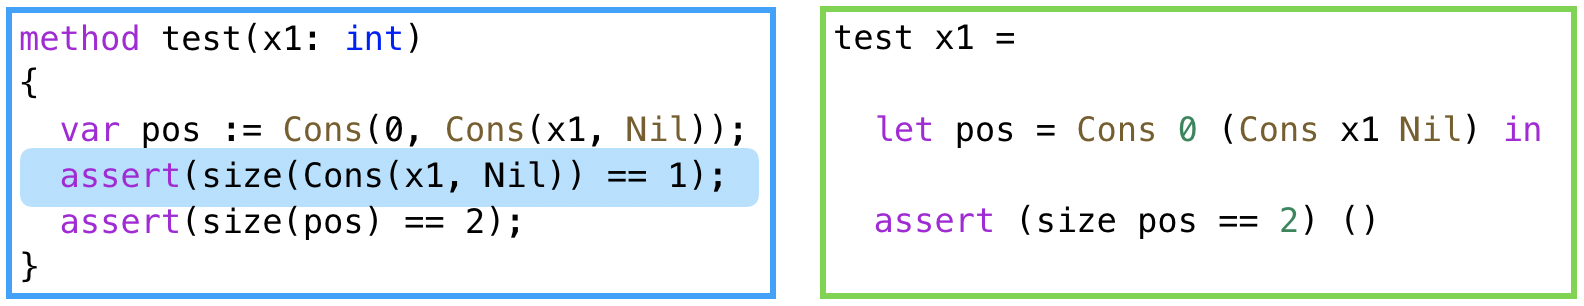 method test(x1: int)
{
  var pos := Cons(0, Cons(x1, Nil));
  assert(size(Cons(x1, Nil)) == 1);
  assert(size(pos) == 2);
}
test x1 =
  let pos = Cons 0 (Cons x1 Nil) in
  assert (size pos == 2) ()